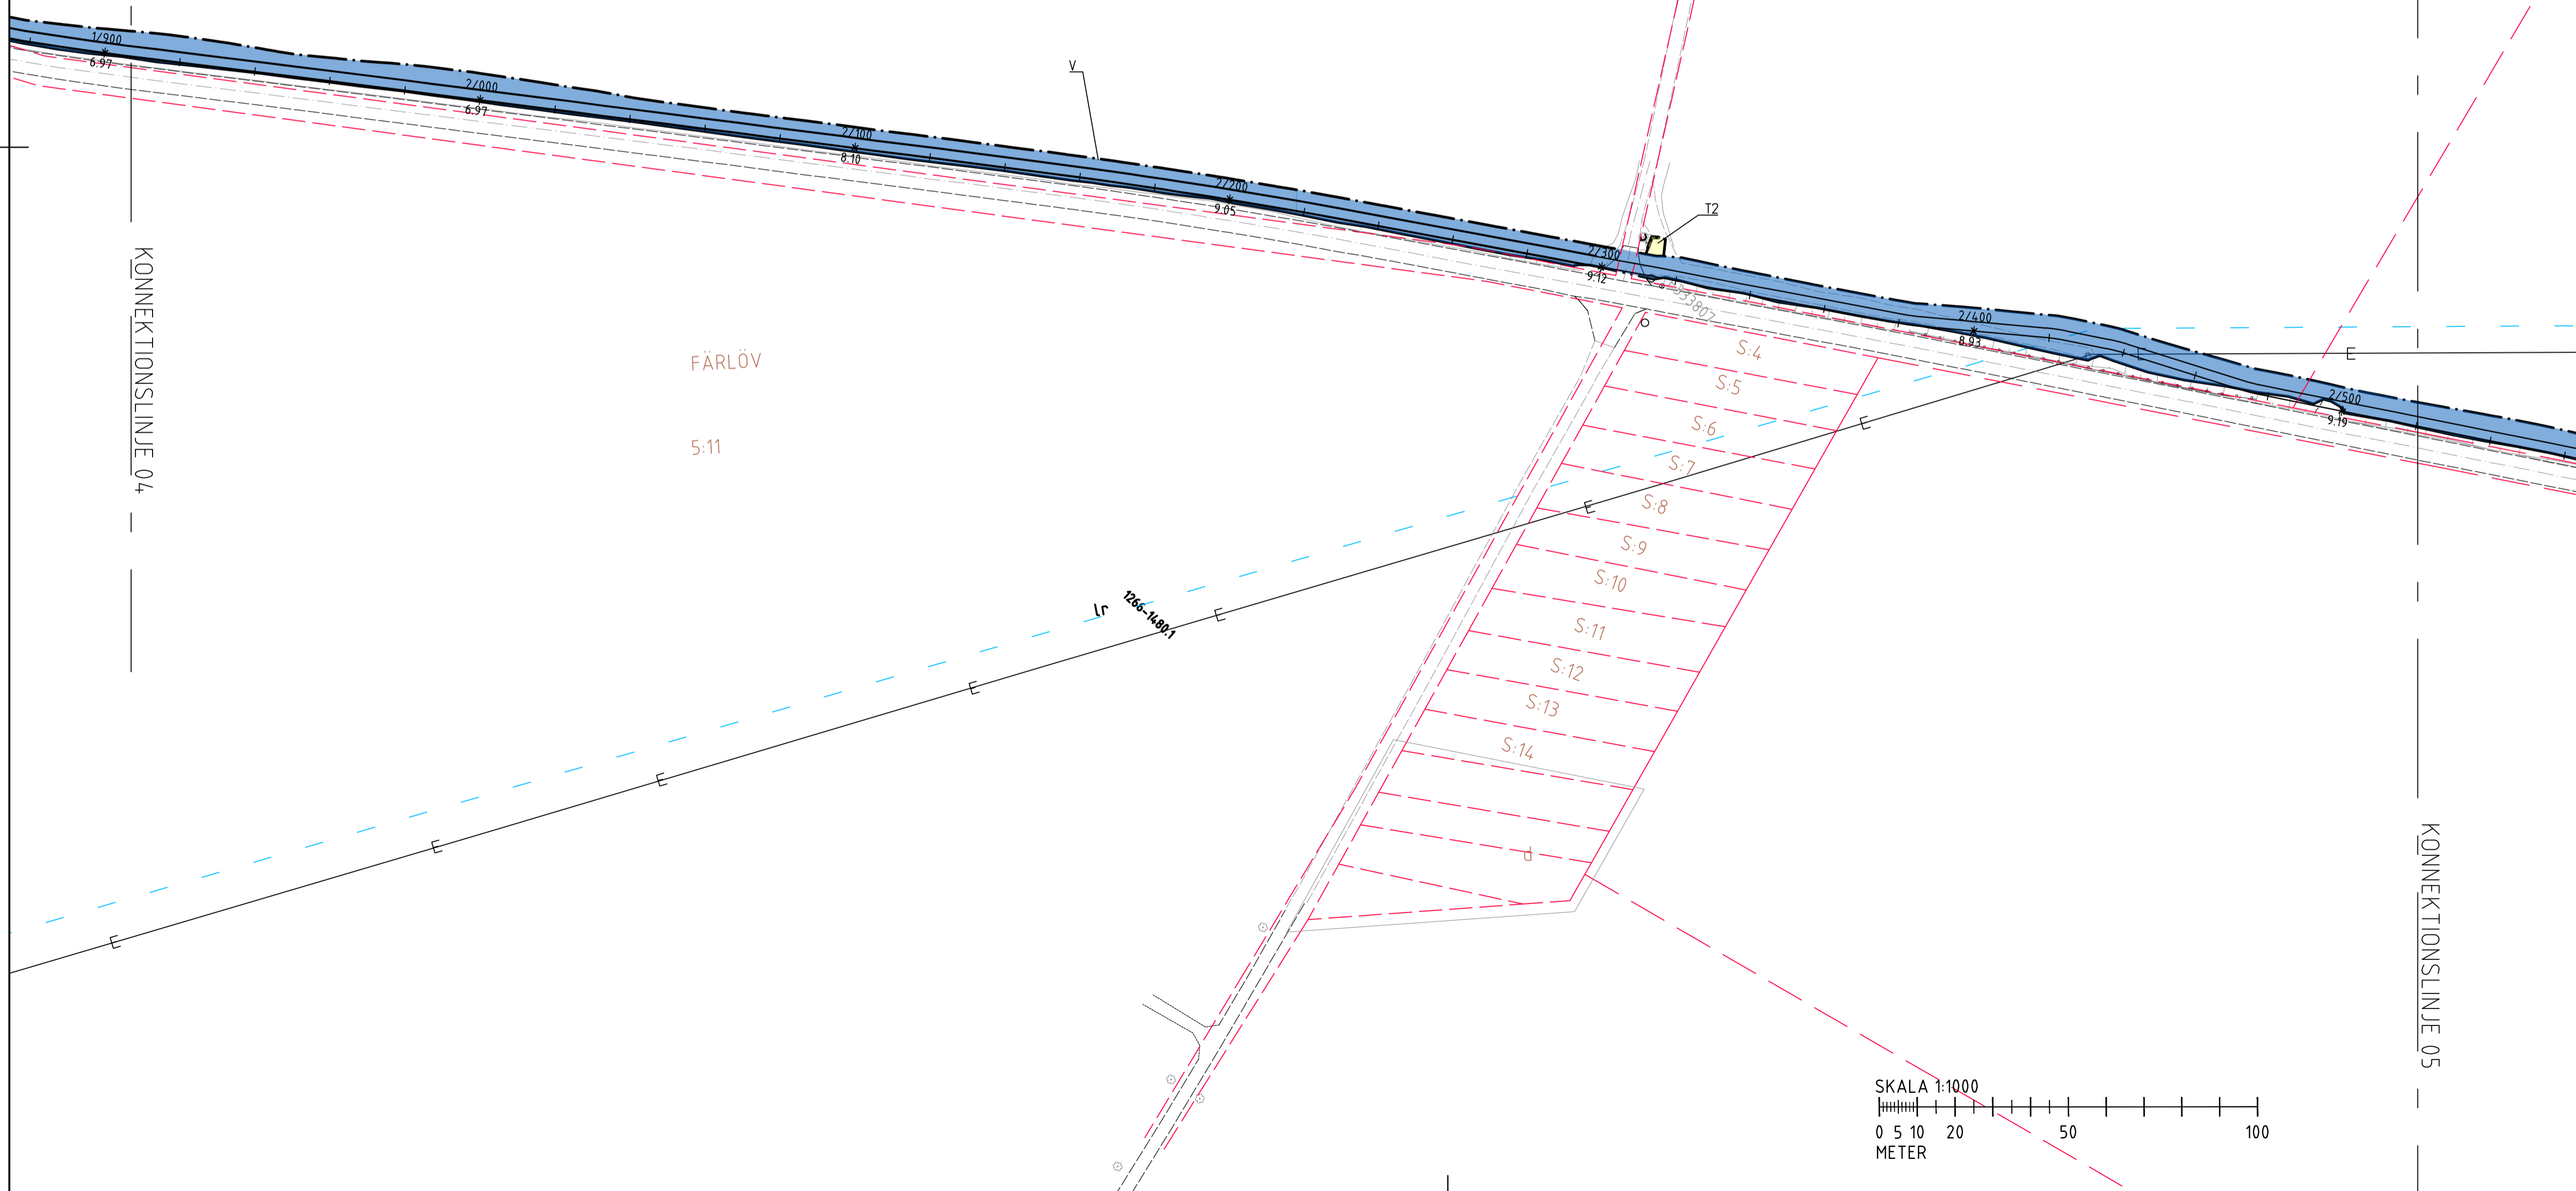 1/900
6.97
2/000
6.97
V
2/100
8.10
2/200
9.05
T2
2/300
9.12
933807
2/400
8.93
E
E
2/500
9.19
KONNEKTIONSLINJE 04
FÄRLÖV
5:11
S:4
S:5
S:6
S:7
S:8
S:9
S:10
S:11
S:12
S:13
S:14
E
E
lr
1266-1480.1
E
E
E
E
E
P
KONNEKTIONSLINJE 05
SKALA 1:1000
0 5 10 20 50 100
METER